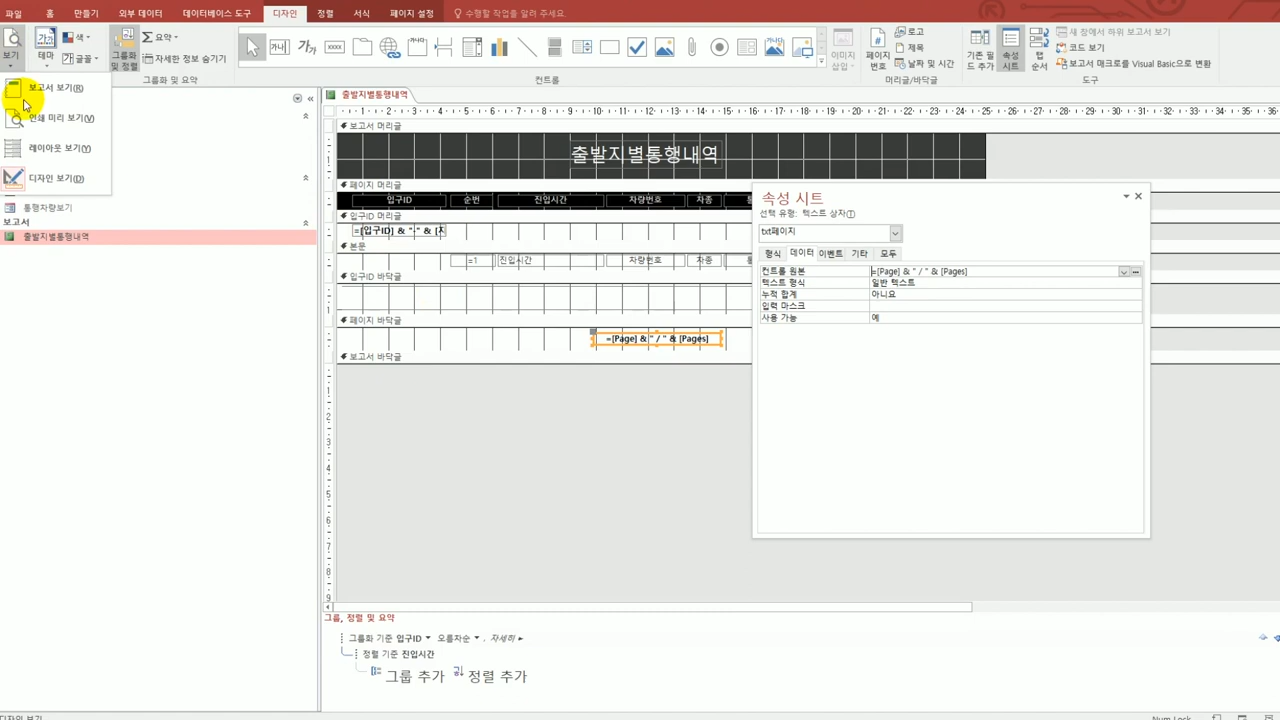 파일 홈 만들기 외부 데이터 데이터베이스 도구 디자인 정렬 서식 페이지 설정 수행할 작업을 알려 주세요.
보기 테마 색 글꼴 그룹화 및 정렬 요약 자세한 정보 숨기기
그룹화 및 요약
컨트롤
이미지 삽입
페이지 번호 로고 제목 날짜 및 시간
머리글/바닥글
기존 필드 추가 속성 시트 탭 순서 새 창에서 하위 보고서 보기
코드 보기
보고서 매크로를 Visual Basic으로 변환
도구
보고서 보기(R)
인쇄 미리 보기(V)
레이아웃 보기(Y)
디자인 보기(D)
통행차량보기
보고서
출발지별통행내역
출발지별통행내역
보고서 머리글
출발지별통행내역
페이지 머리글
입구ID 순번 진입시간 차량번호 차종
입구ID 머리글
=[입구ID] & "-" & [지
본문
=1 진입시간 차량번호 차종
입구ID 바닥글
페이지 바닥글
=[Page] & " / " & [Pages]
보고서 바닥글
속성 시트
선택 유형: 텍스트 상자(T)
txt페이지
형식 데이터 이벤트 기타 모두
컨트롤 원본 =[Page] & " / " & [Pages]
텍스트 형식 일반 텍스트
누적 합계 아니요
입력 마스크
사용 가능 예
그룹, 정렬 및 요약
그룹화 기준 입구ID 오름차순 , 자세히
정렬 기준 진입시간
그룹 추가 정렬 추가
디자인 보기
Num Lock